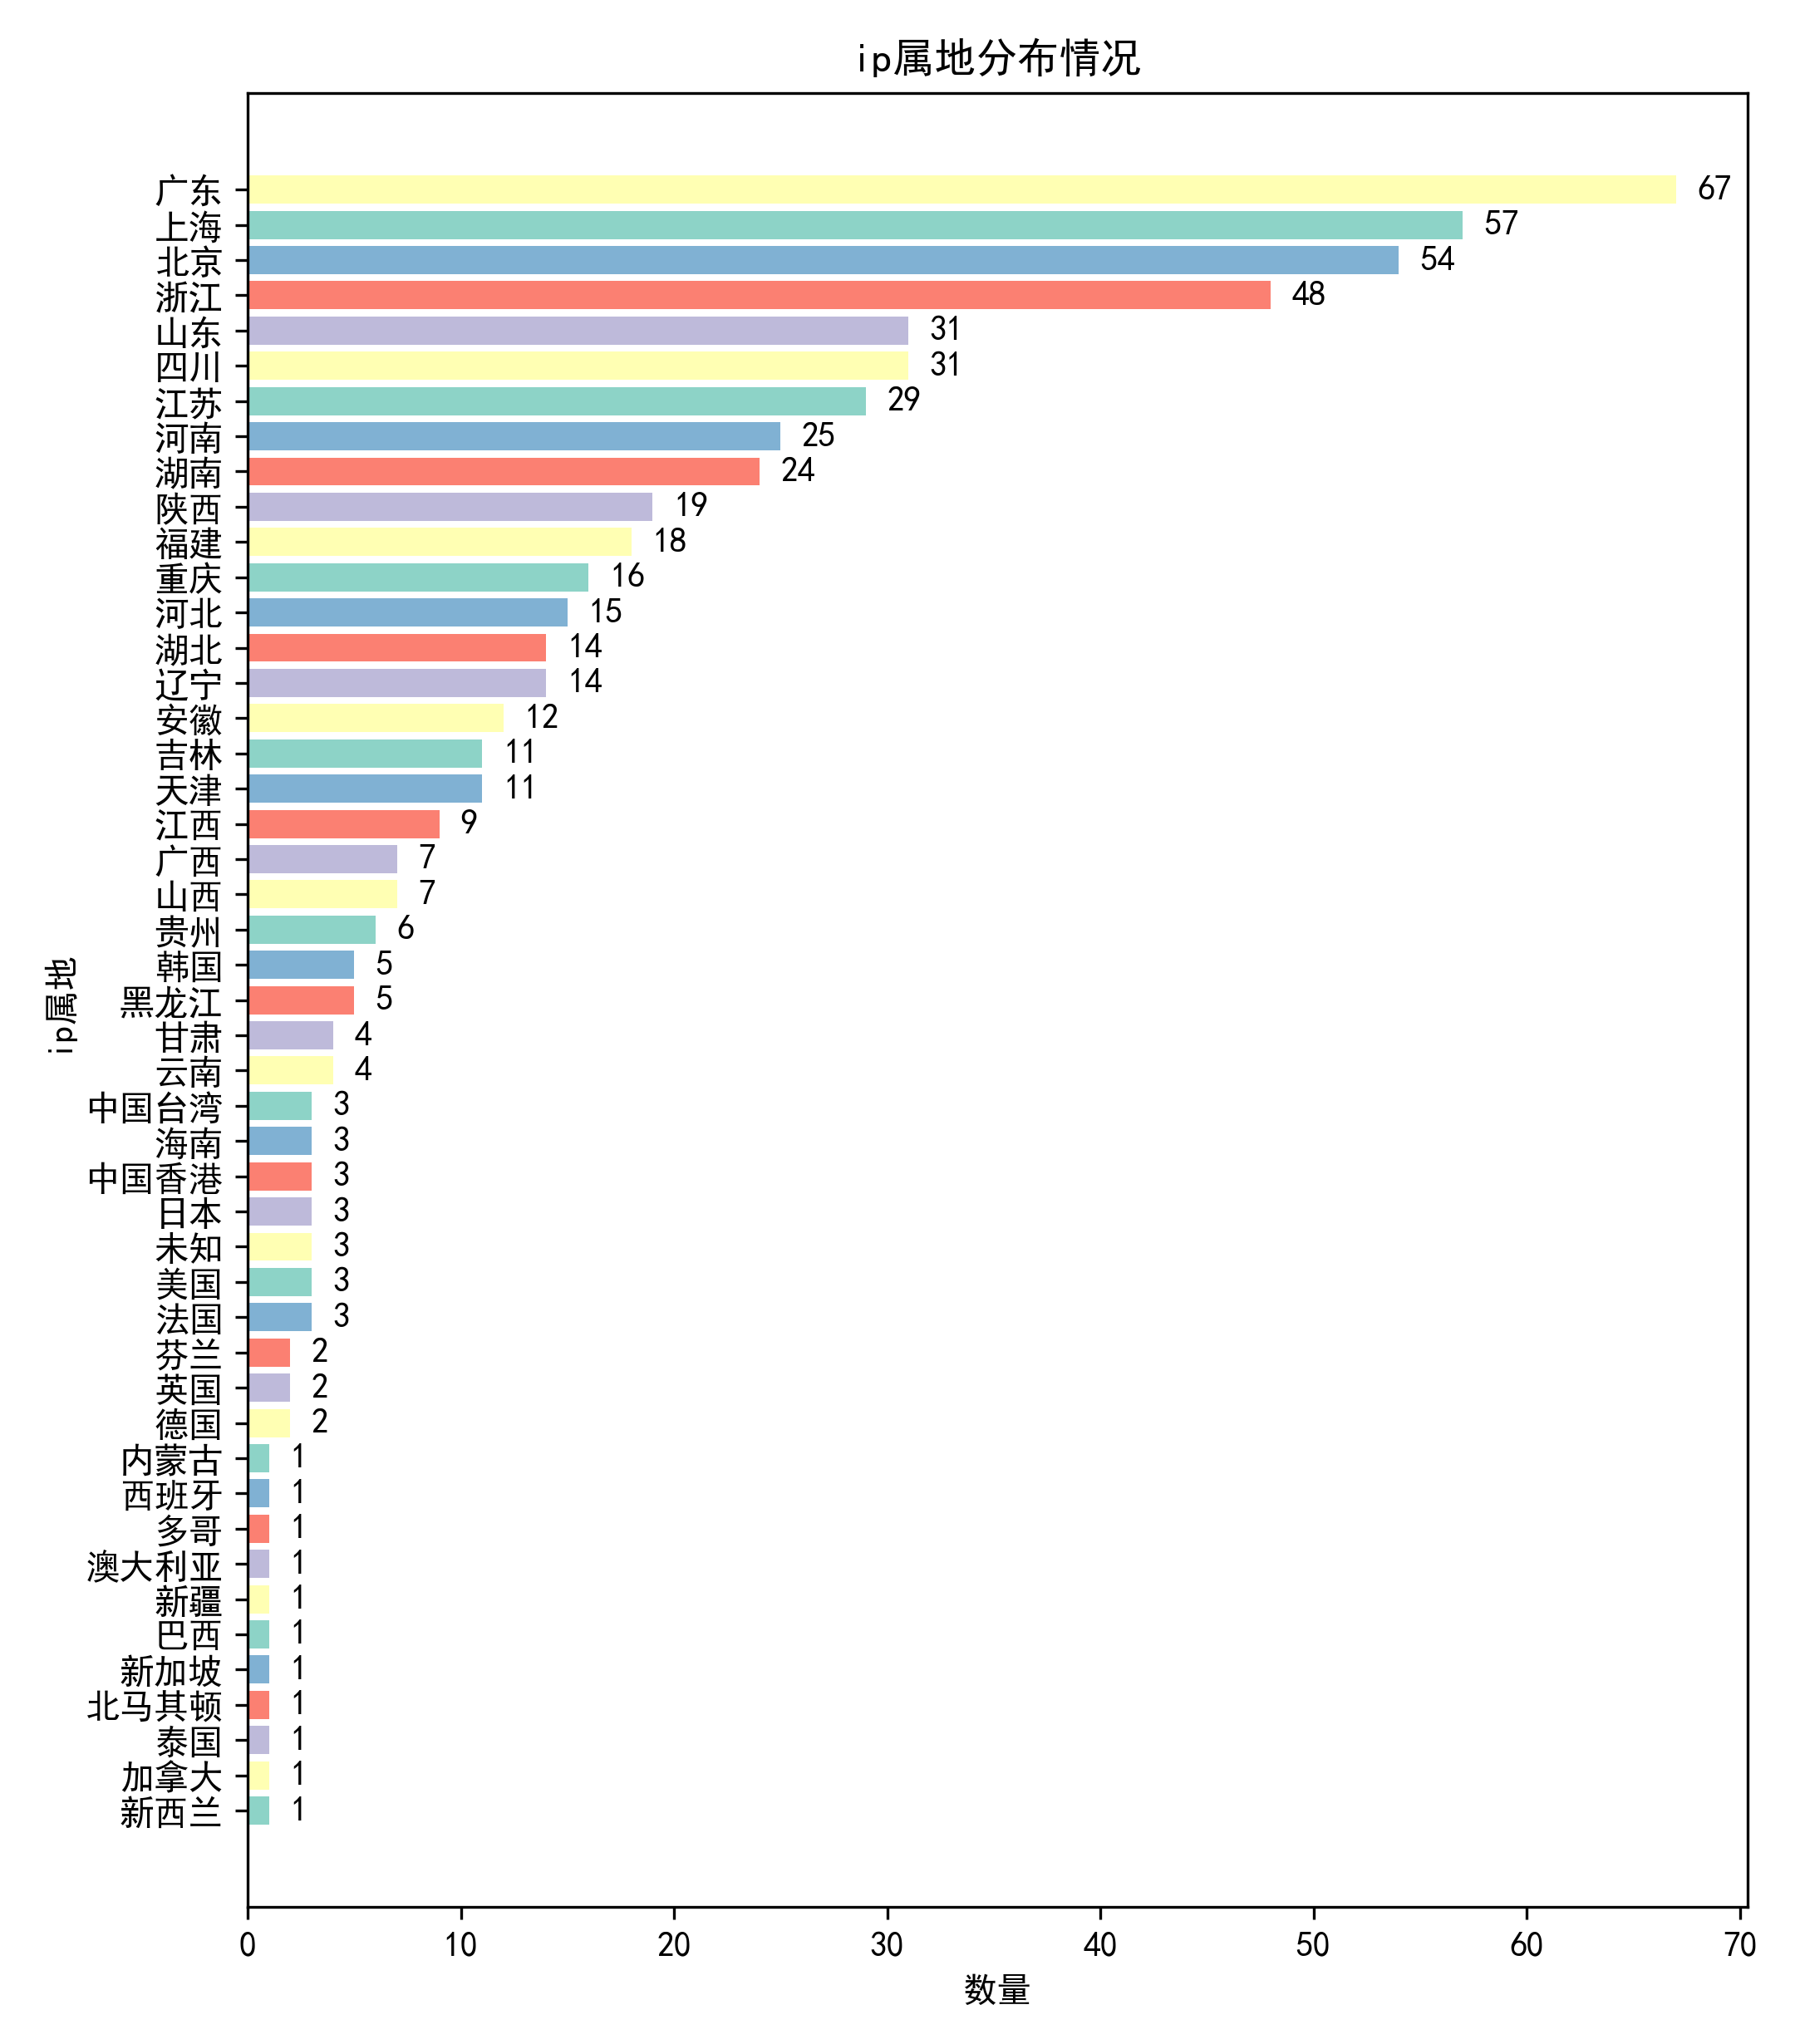 ip属地分布情况
广东 67
上海 57
北京 54
浙江 48
山东 31
四川 31
江苏 29
河南 25
湖南 24
陕西 19
福建 18
重庆 16
河北 15
湖北 14
辽宁 14
安徽 12
吉林 11
天津 11
江西 9
广西 7
山西 7
贵州 6
韩国 5
黑龙江 5
甘肃 4
云南 4
中国台湾 3
海南 3
中国香港 3
日本 3
未知 3
美国 3
法国 3
芬兰 2
英国 2
德国 2
内蒙古 1
西班牙 1
多哥 1
澳大利亚 1
新疆 1
巴西 1
新加坡 1
北马其顿 1
泰国 1
加拿大 1
新西兰 1
ip属地
0 10 20 30 40 50 60 70
数量